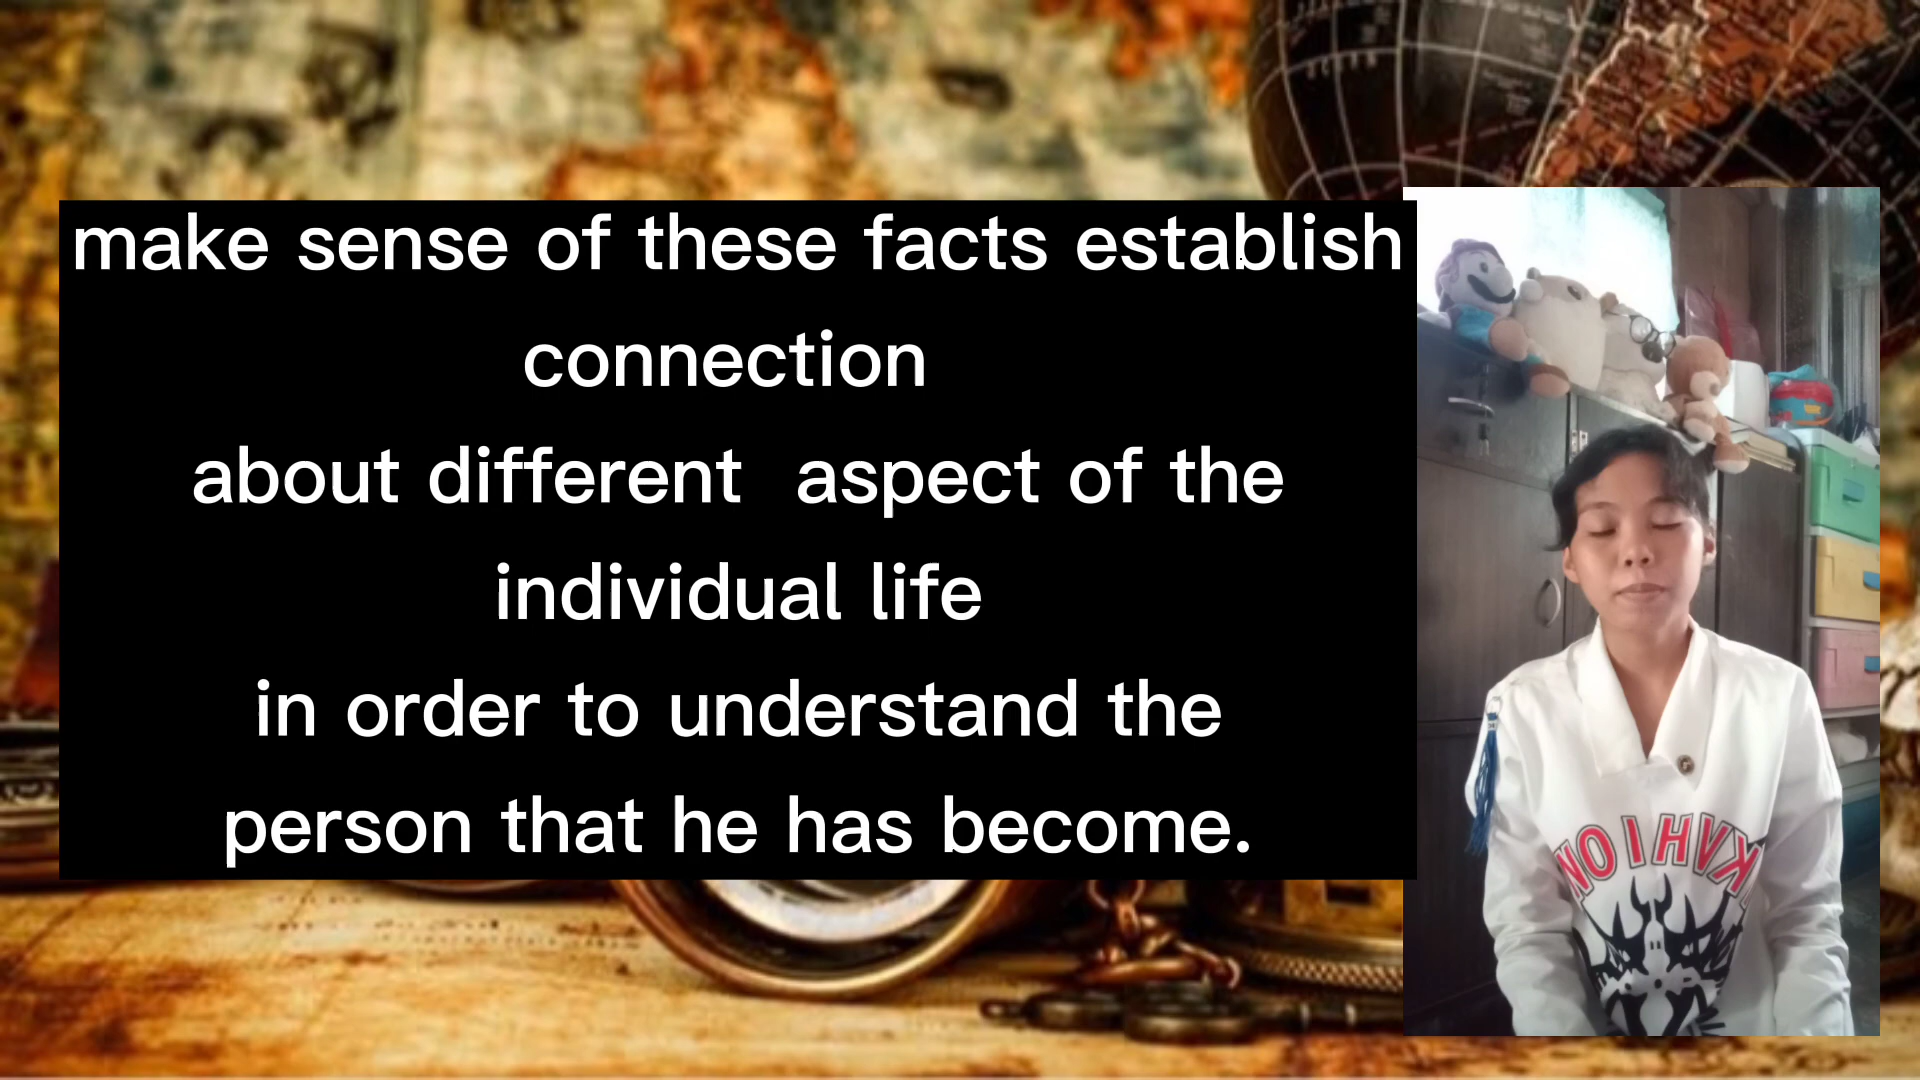 make sense of these facts establish
connection
about different aspect of the
individual life
in order to understand the
person that he has become.
KVHION